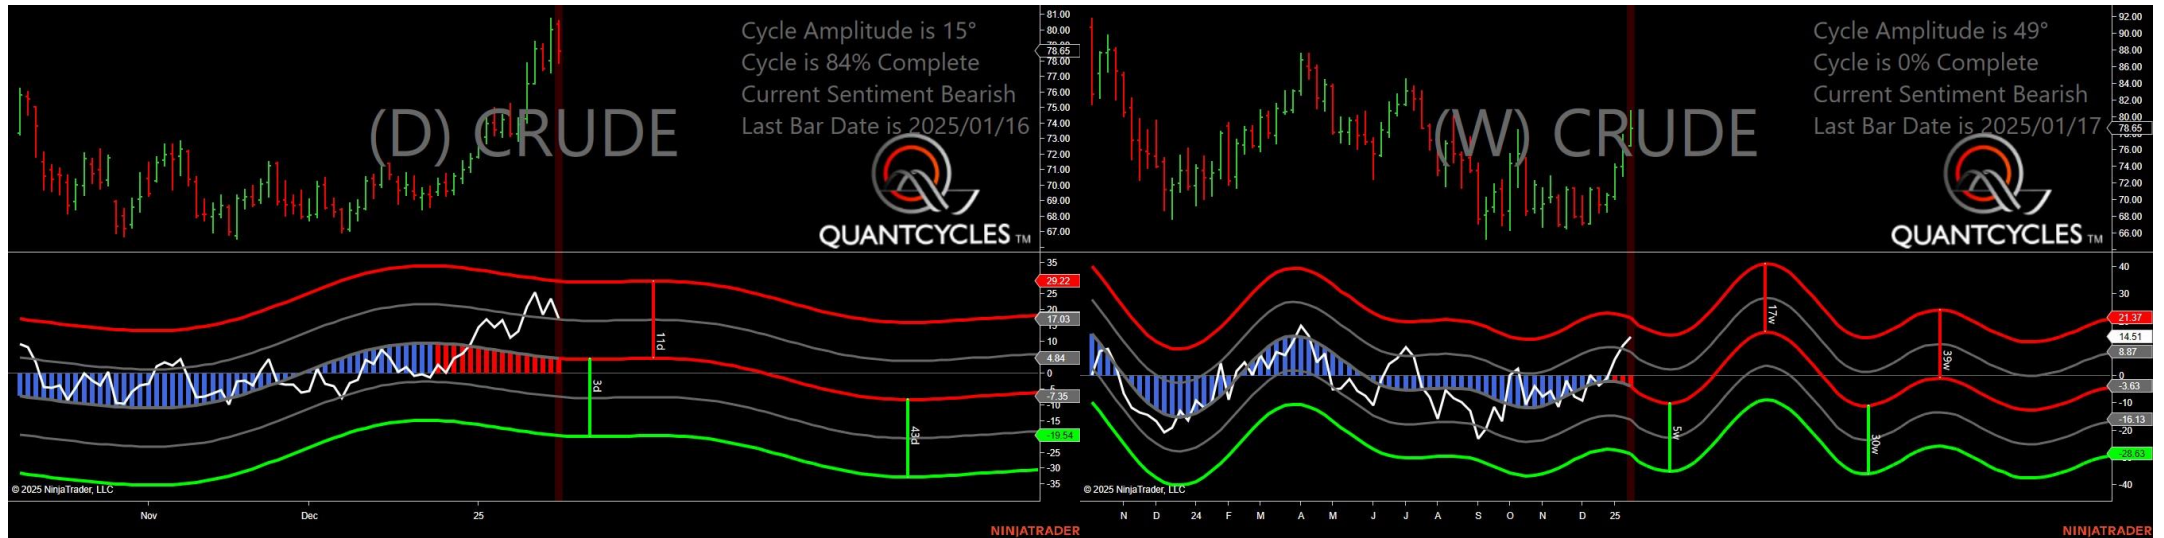 Cycle Amplitude is 15°
Cycle is 84% Complete
Current Sentiment Bearish
Last Bar Date is 2025/01/16
(D) CRUDE
QUANTCYCLES TM
81.00
80.00
78.65
78.00
77.00
76.00
75.00
74.00
73.00
72.00
71.00
70.00
69.00
68.00
67.00
35
29.22
25
20
17.03
10
4.84
0
-5
-7.35
-10
-15
-19.54
-25
-30
-35
11d
3d
43d
© 2025 NinjaTrader, LLC
Nov
Dec
25
NINJATRADER
Cycle Amplitude is 49°
Cycle is 0% Complete
Current Sentiment Bearish
Last Bar Date is 2025/01/17
(W) CRUDE
QUANTCYCLES TM
92.00
90.00
88.00
86.00
84.00
82.00
80.00
78.65
76.00
74.00
72.00
70.00
68.00
66.00
40
30
21.37
14.51
8.87
0
-3.63
-10
-16.13
-20
-28.63
-40
17w
39w
5w
30w
© 2025 NinjaTrader, LLC
N
D
24
F
M
A
M
J
J
A
S
O
N
D
25
NINJATRADER